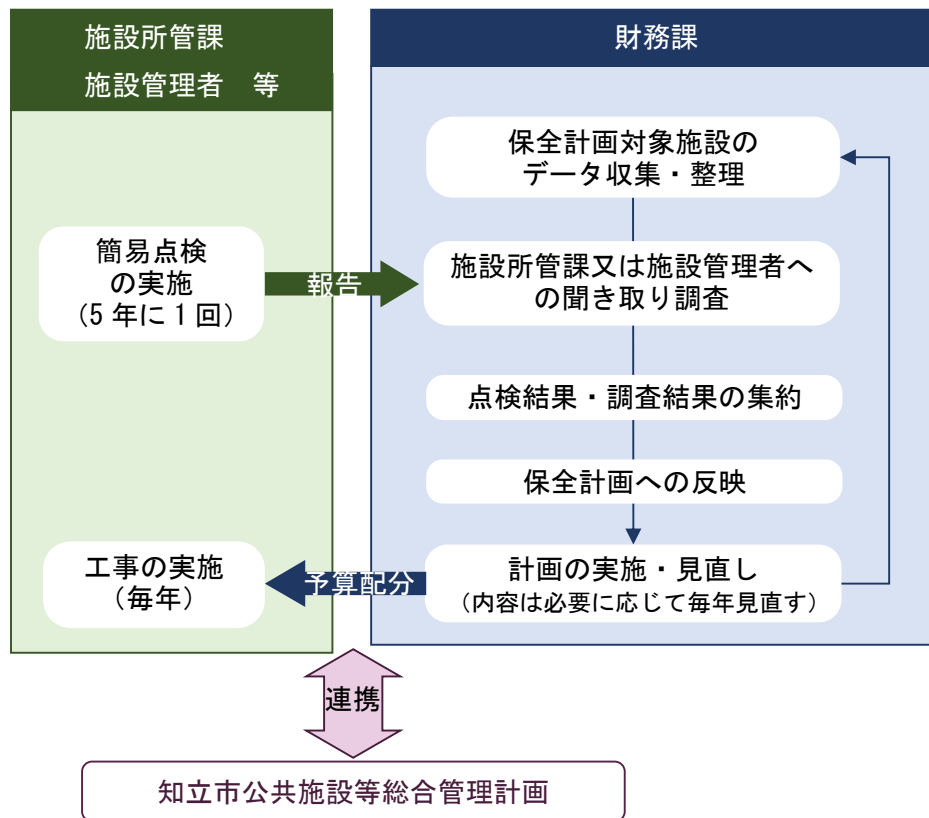 施設所管課
施設管理者　等
簡易点検
の実施
（5 年に 1 回）
報告
工事の実施
（毎年）
予算配分
財務課
保全計画対象施設の
データ収集・整理
施設所管課又は施設管理者へ
の聞き取り調査
点検結果・調査結果の集約
保全計画への反映
計画の実施・見直し
（内容は必要に応じて毎年見直す）
連携
知立市公共施設等総合管理計画